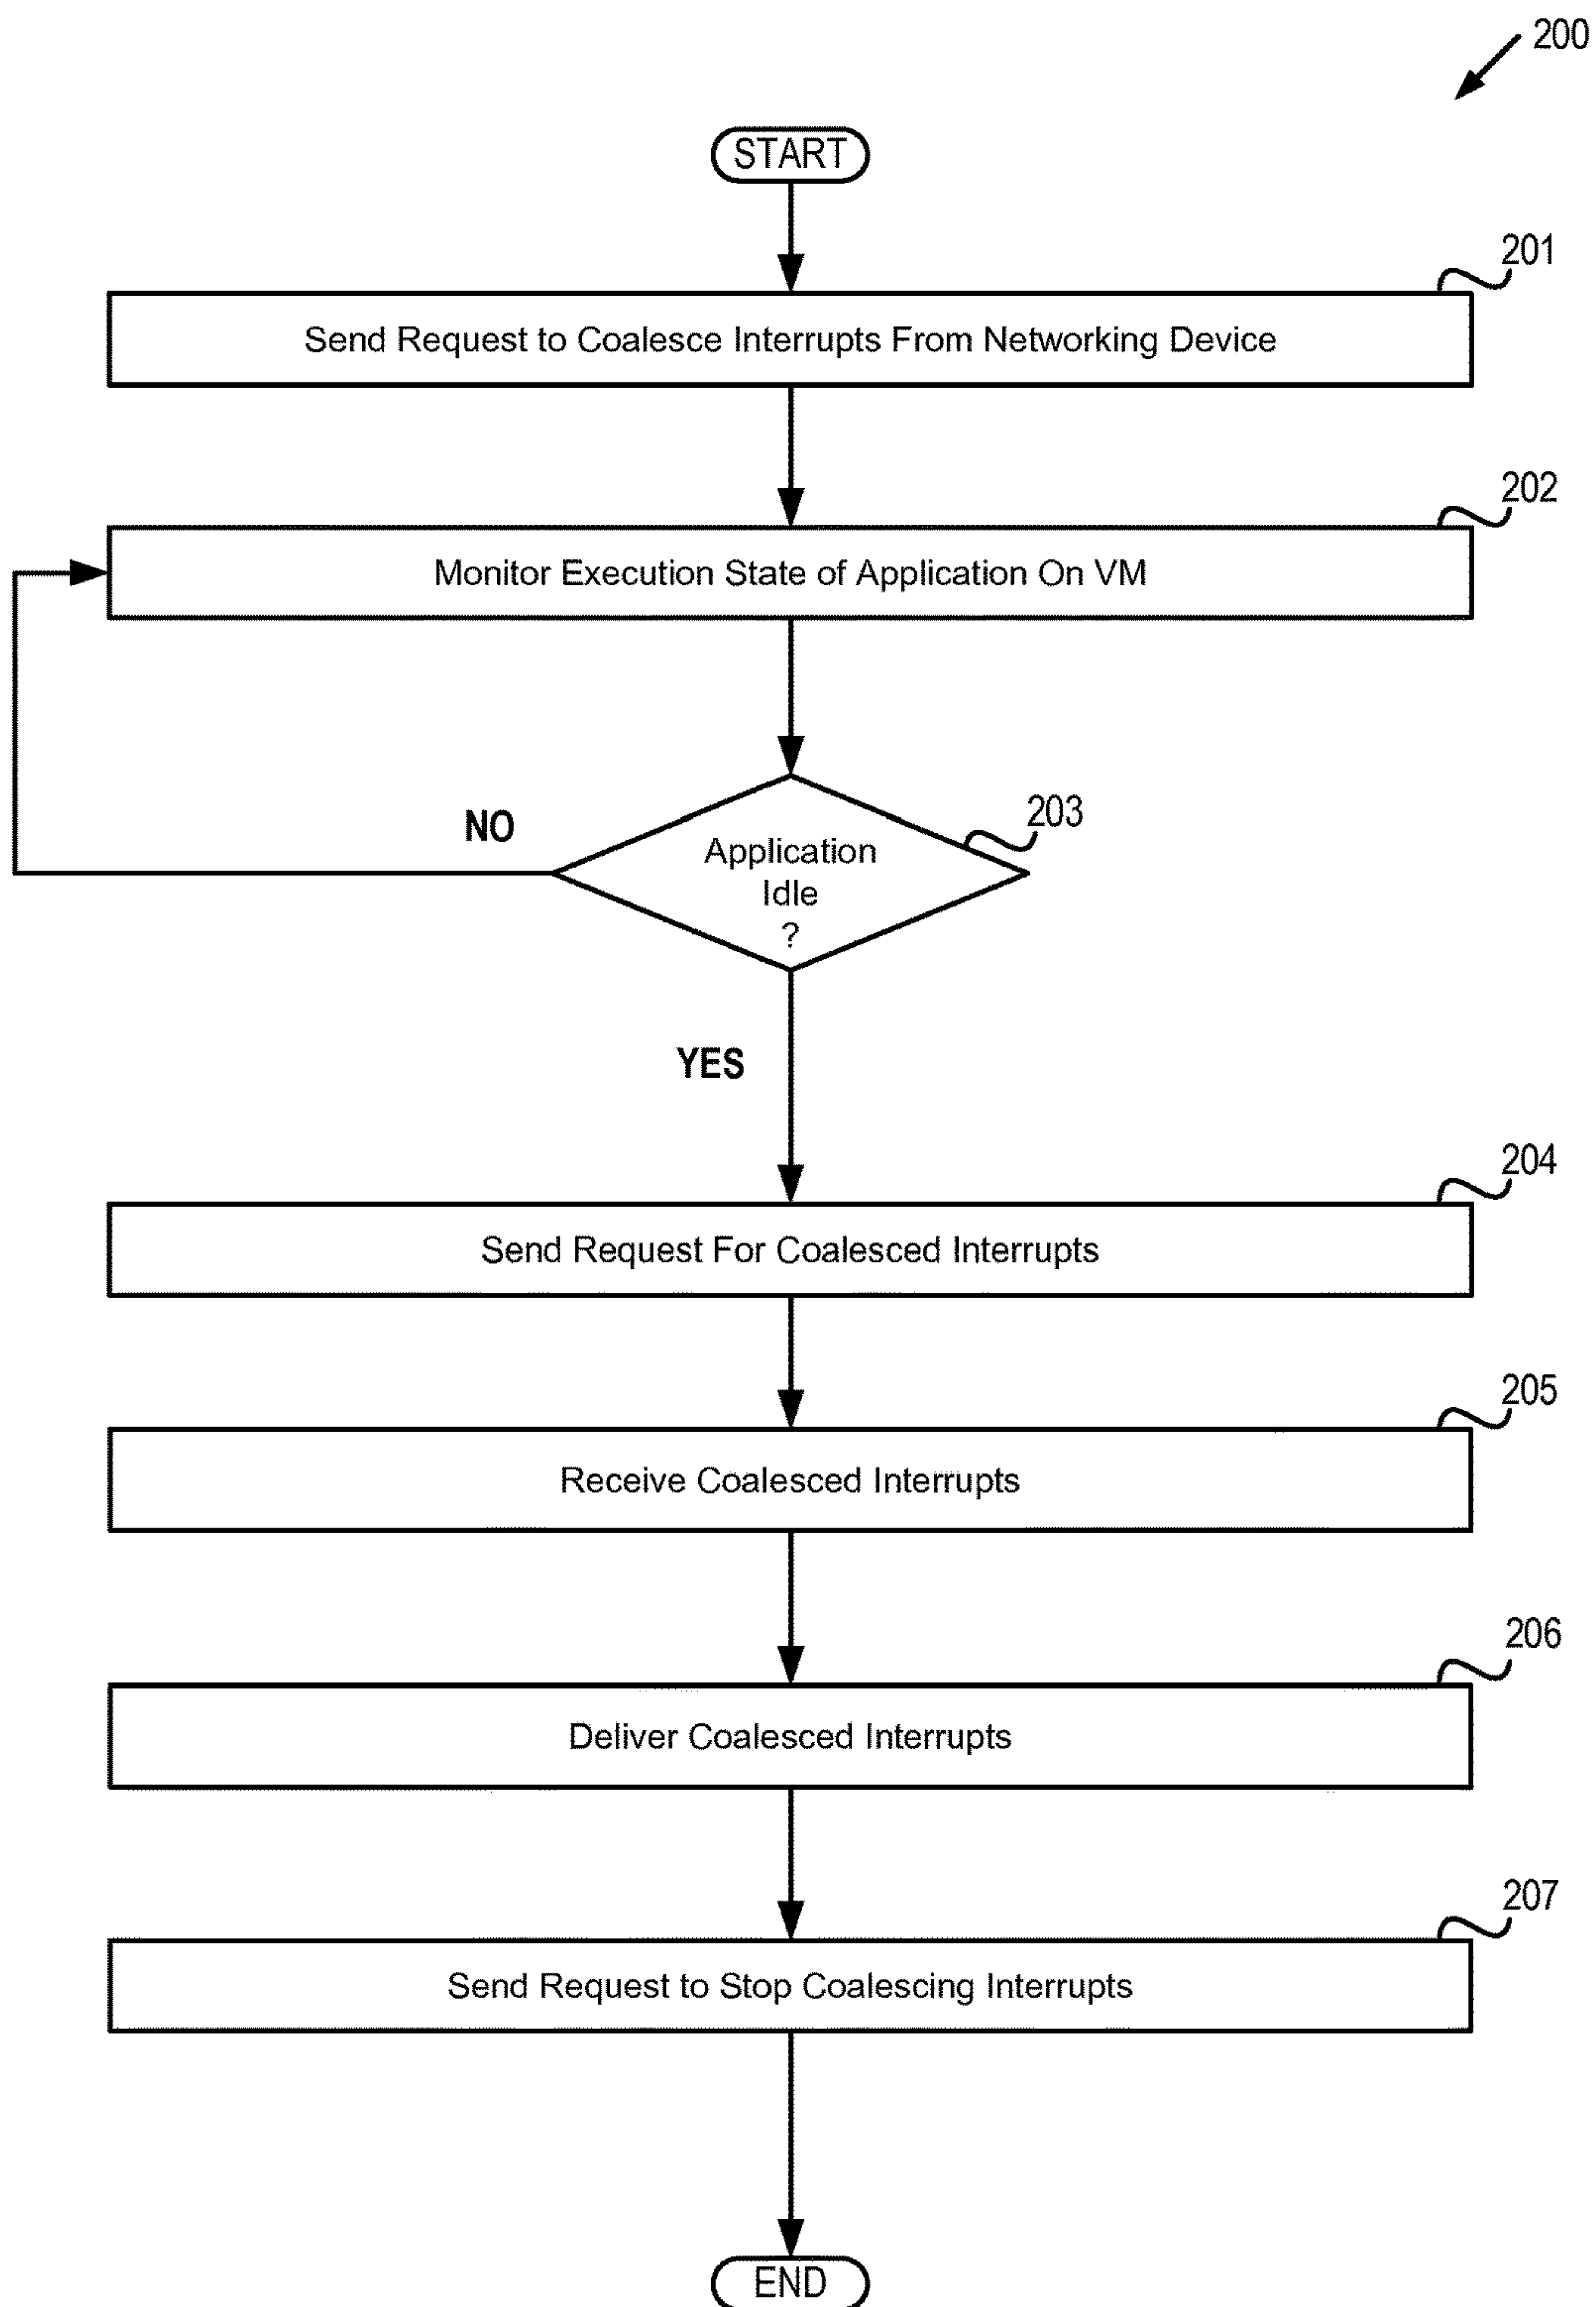 200
START
201
Send Request to Coalesce Interrupts From Networking Device
202
Monitor Execution State of Application On VM
203
NO
Application
Idle
?
YES
204
Send Request For Coalesced Interrupts
205
Receive Coalesced Interrupts
206
Deliver Coalesced Interrupts
207
Send Request to Stop Coalescing Interrupts
END